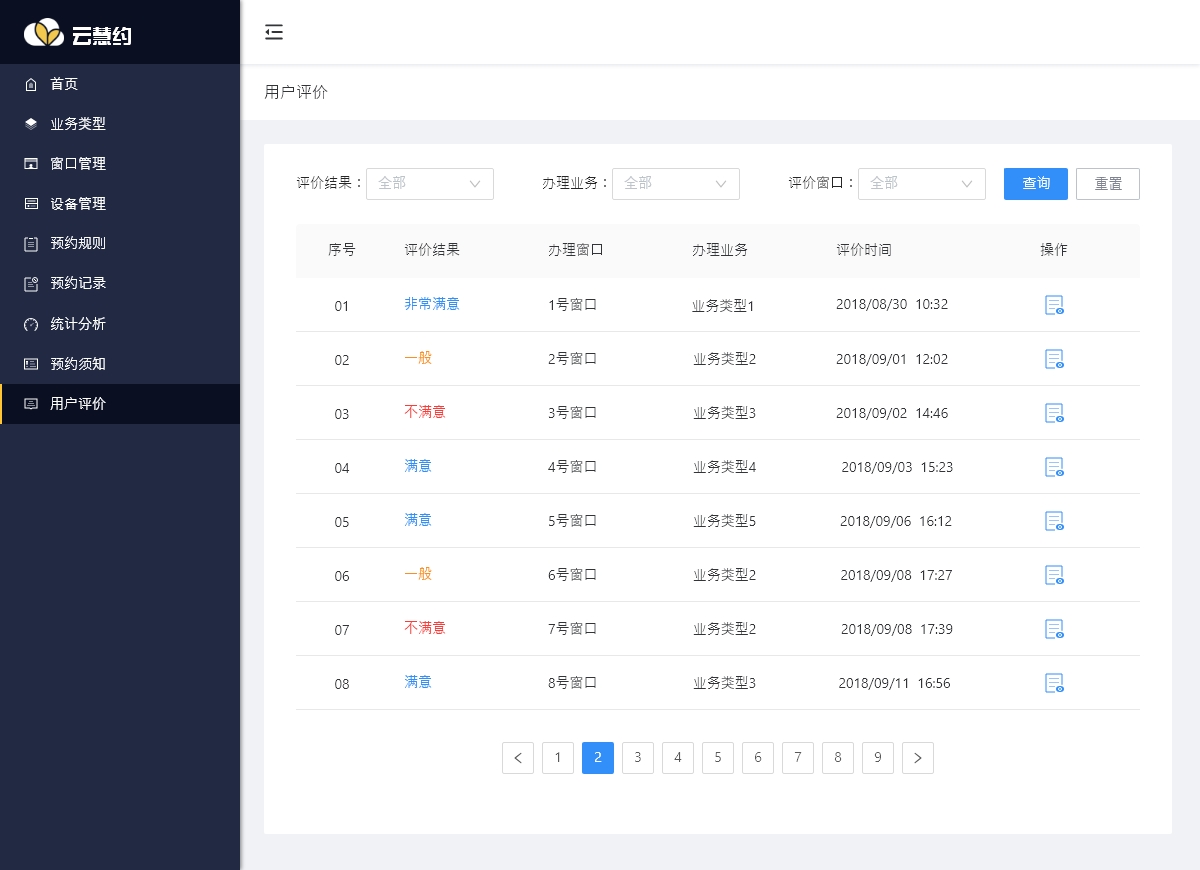 云慧约
首页
业务类型
窗口管理
设备管理
预约规则
预约记录
统计分析
预约须知
用户评价
用户评价
评价结果： 全部 办理业务： 全部 评价窗口： 全部 查询 重置
序号 评价结果 办理窗口 办理业务 评价时间 操作
01 非常满意 1号窗口 业务类型1 2018/08/30 10:32
02 一般 2号窗口 业务类型2 2018/09/01 12:02
03 不满意 3号窗口 业务类型3 2018/09/02 14:46
04 满意 4号窗口 业务类型4 2018/09/03 15:23
05 满意 5号窗口 业务类型5 2018/09/06 16:12
06 一般 6号窗口 业务类型2 2018/09/08 17:27
07 不满意 7号窗口 业务类型2 2018/09/08 17:39
08 满意 8号窗口 业务类型3 2018/09/11 16:56
< 1 2 3 4 5 6 7 8 9 >